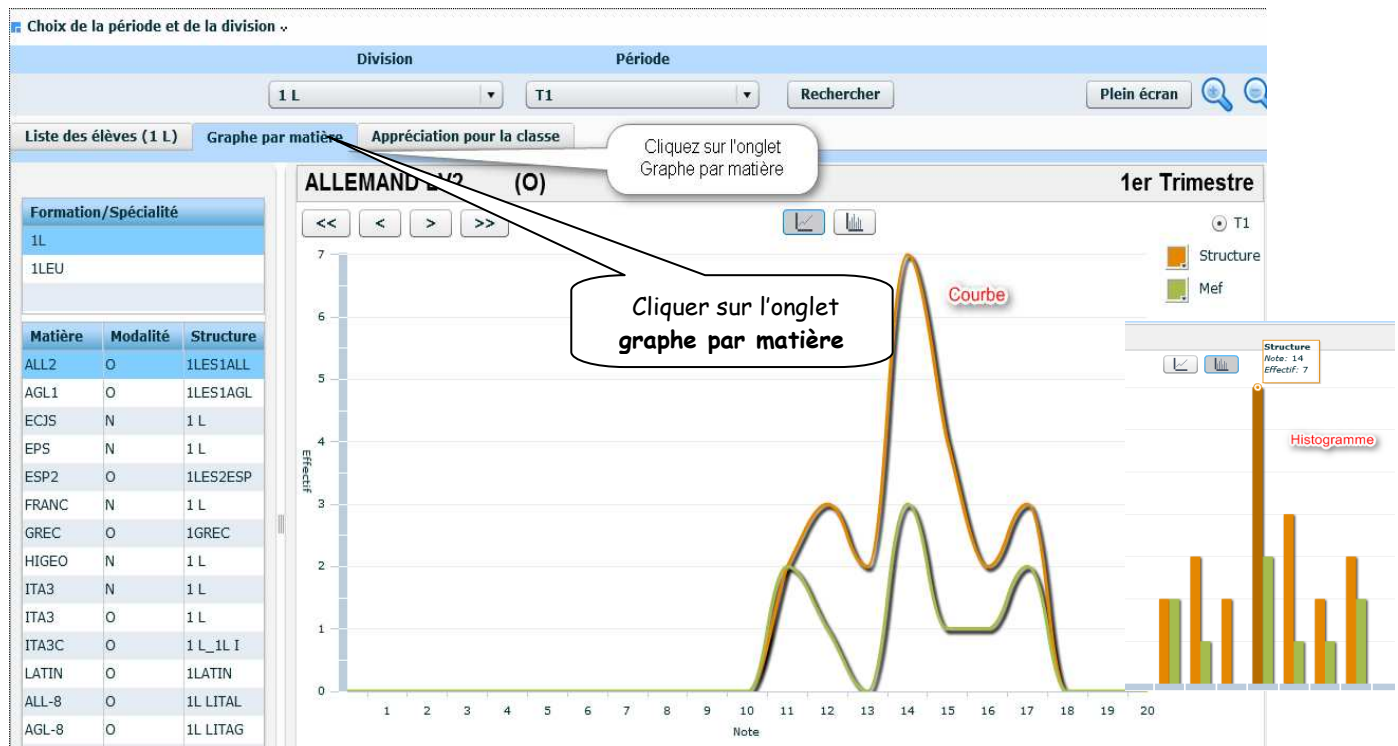 Choix de la période et de la division
Division Période
1 L T1 Rechercher Plein écran
Liste des élèves (1 L) Graphe par matière Appréciation pour la classe
Cliquez sur l'onglet
Graphe par matière
ALLEMAND LV2 (O) 1er Trimestre
<< < > >>
T1
Structure
Mef
Formation/Spécialité
1L
1LEU
Cliquer sur l'onglet
graphe par matière
Courbe
Matière Modalité Structure
ALL2 O 1LES1ALL
AGL1 O 1LES1AGL
ECJS N 1 L
EPS N 1 L
ESP2 O 1LES2ESP
FRANC N 1 L
GREC O 1GREC
HIGEO N 1 L
ITA3 N 1 L
ITA3 O 1 L
ITA3C O 1 L_1L I
LATIN O 1LATIN
ALL-8 O 1L LITAL
AGL-8 O 1L LITAG
Effectif
7
6
5
4
3
2
1
0
1 2 3 4 5 6 7 8 9 10 11 12 13 14 15 16 17 18 19 20
Note
Structure
Note: 14
Effectif: 7
Histogramme